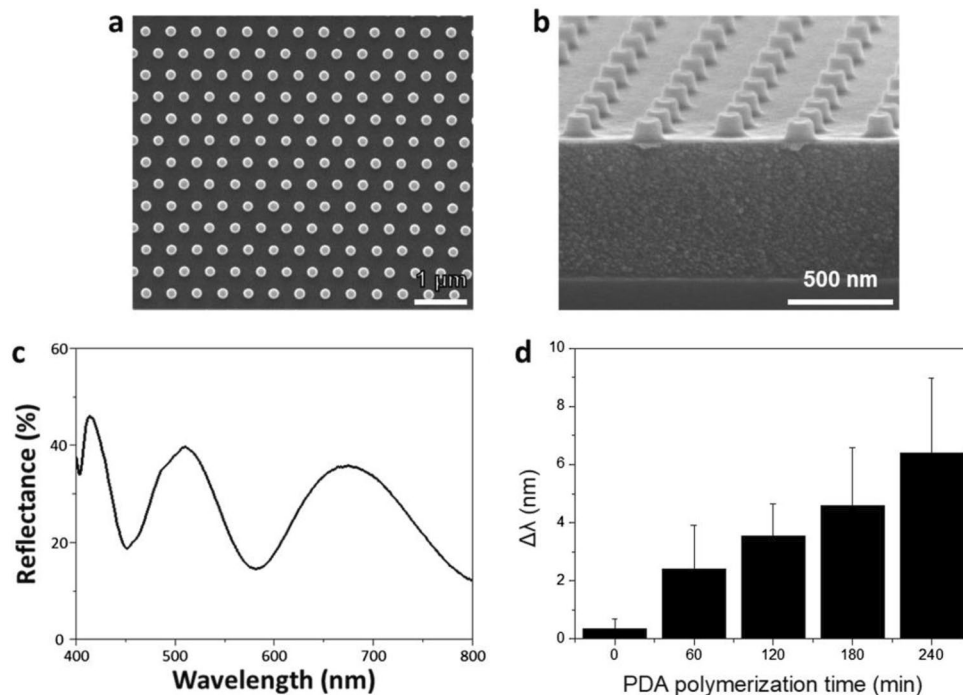 a
1 μm
b
500 nm
c
60
40
20
0
Reflectance (%)
400 500 600 700 800
Wavelength (nm)
d
10
8
6
4
2
0
Δλ (nm)
0 60 120 180 240
PDA polymerization time (min)